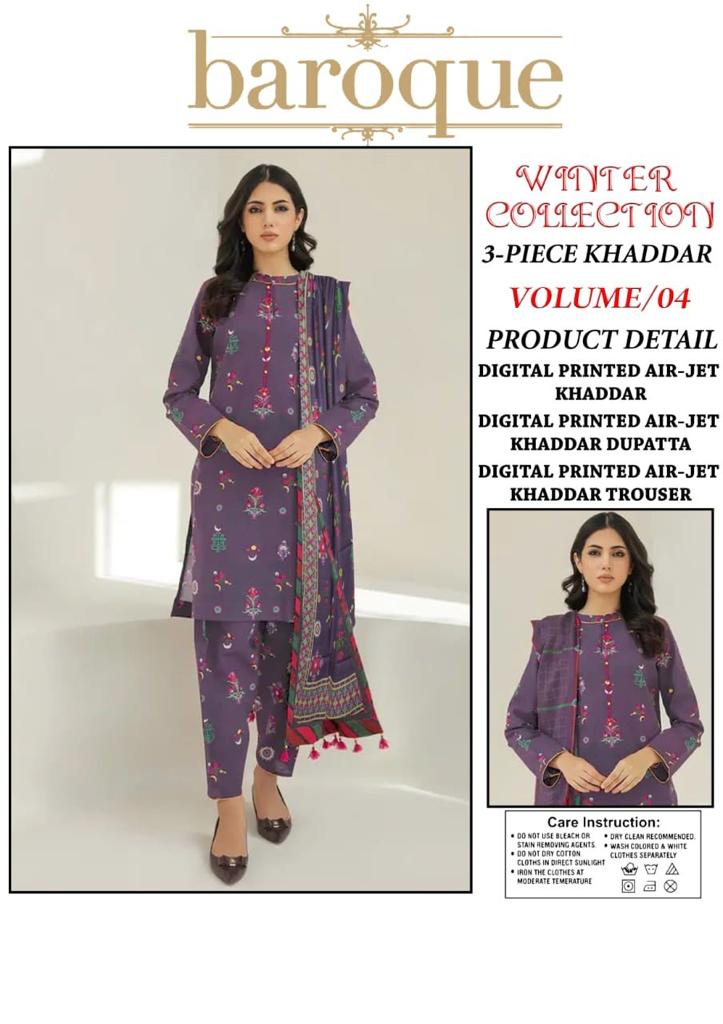 baroque
WINTER
COLLECTION
3-PIECE KHADDAR
VOLUME/04
PRODUCT DETAIL
DIGITAL PRINTED AIR-JET
KHADDAR
DIGITAL PRINTED AIR-JET
KHADDAR DUPATTA
DIGITAL PRINTED AIR-JET
KHADDAR TROUSER
Care Instruction:
• DO NOT USE BLEACH OR
STAIN REMOVING AGENTS.
• DO NOT DRY COTTON
CLOTHS IN DIRECT SUNLIGHT
• IRON THE CLOTHES AT
MODERATE TEMERATURE
• DRY CLEAN RECOMMENDED.
• WASH COLORED & WHITE
CLOTHES SEPARATELY